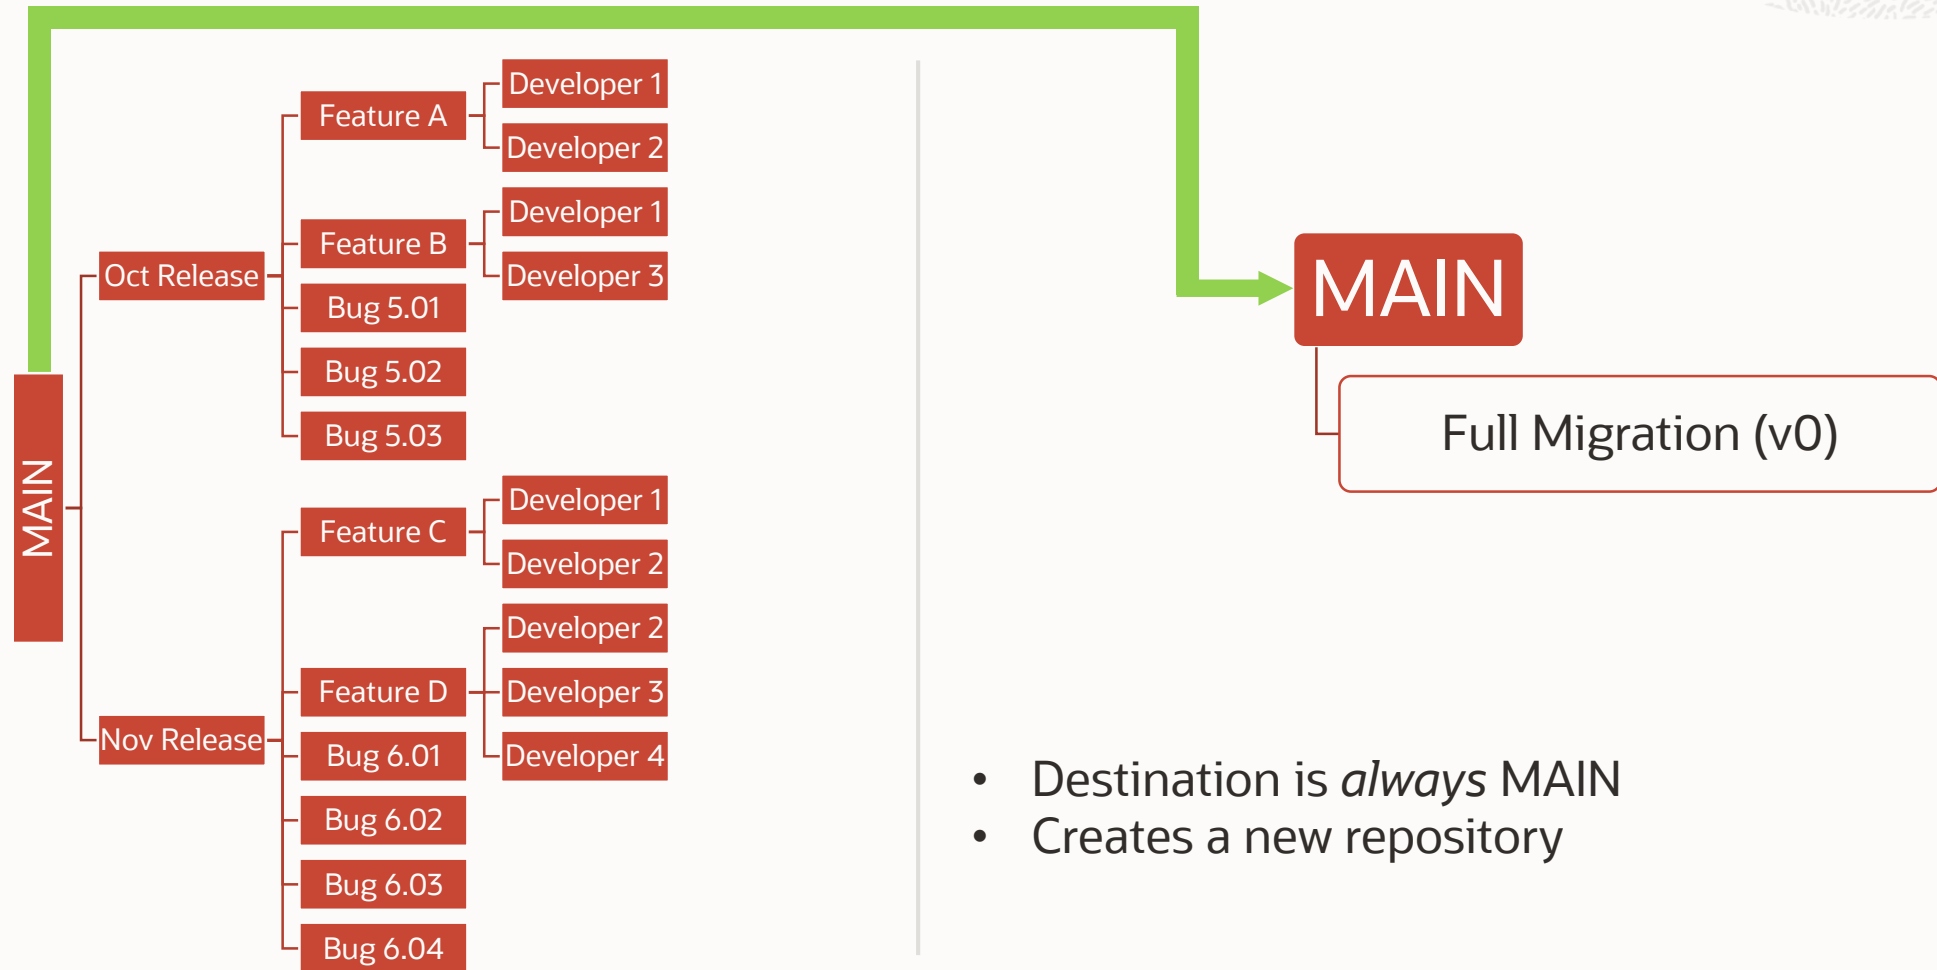 MAIN
Oct Release
Feature A
Developer 1
Developer 2
Feature B
Developer 1
Developer 3
Bug 5.01
Bug 5.02
Bug 5.03
Nov Release
Feature C
Developer 1
Developer 2
Feature D
Developer 2
Developer 3
Developer 4
Bug 6.01
Bug 6.02
Bug 6.03
Bug 6.04
MAIN
Full Migration (v0)
• Destination is always MAIN
• Creates a new repository